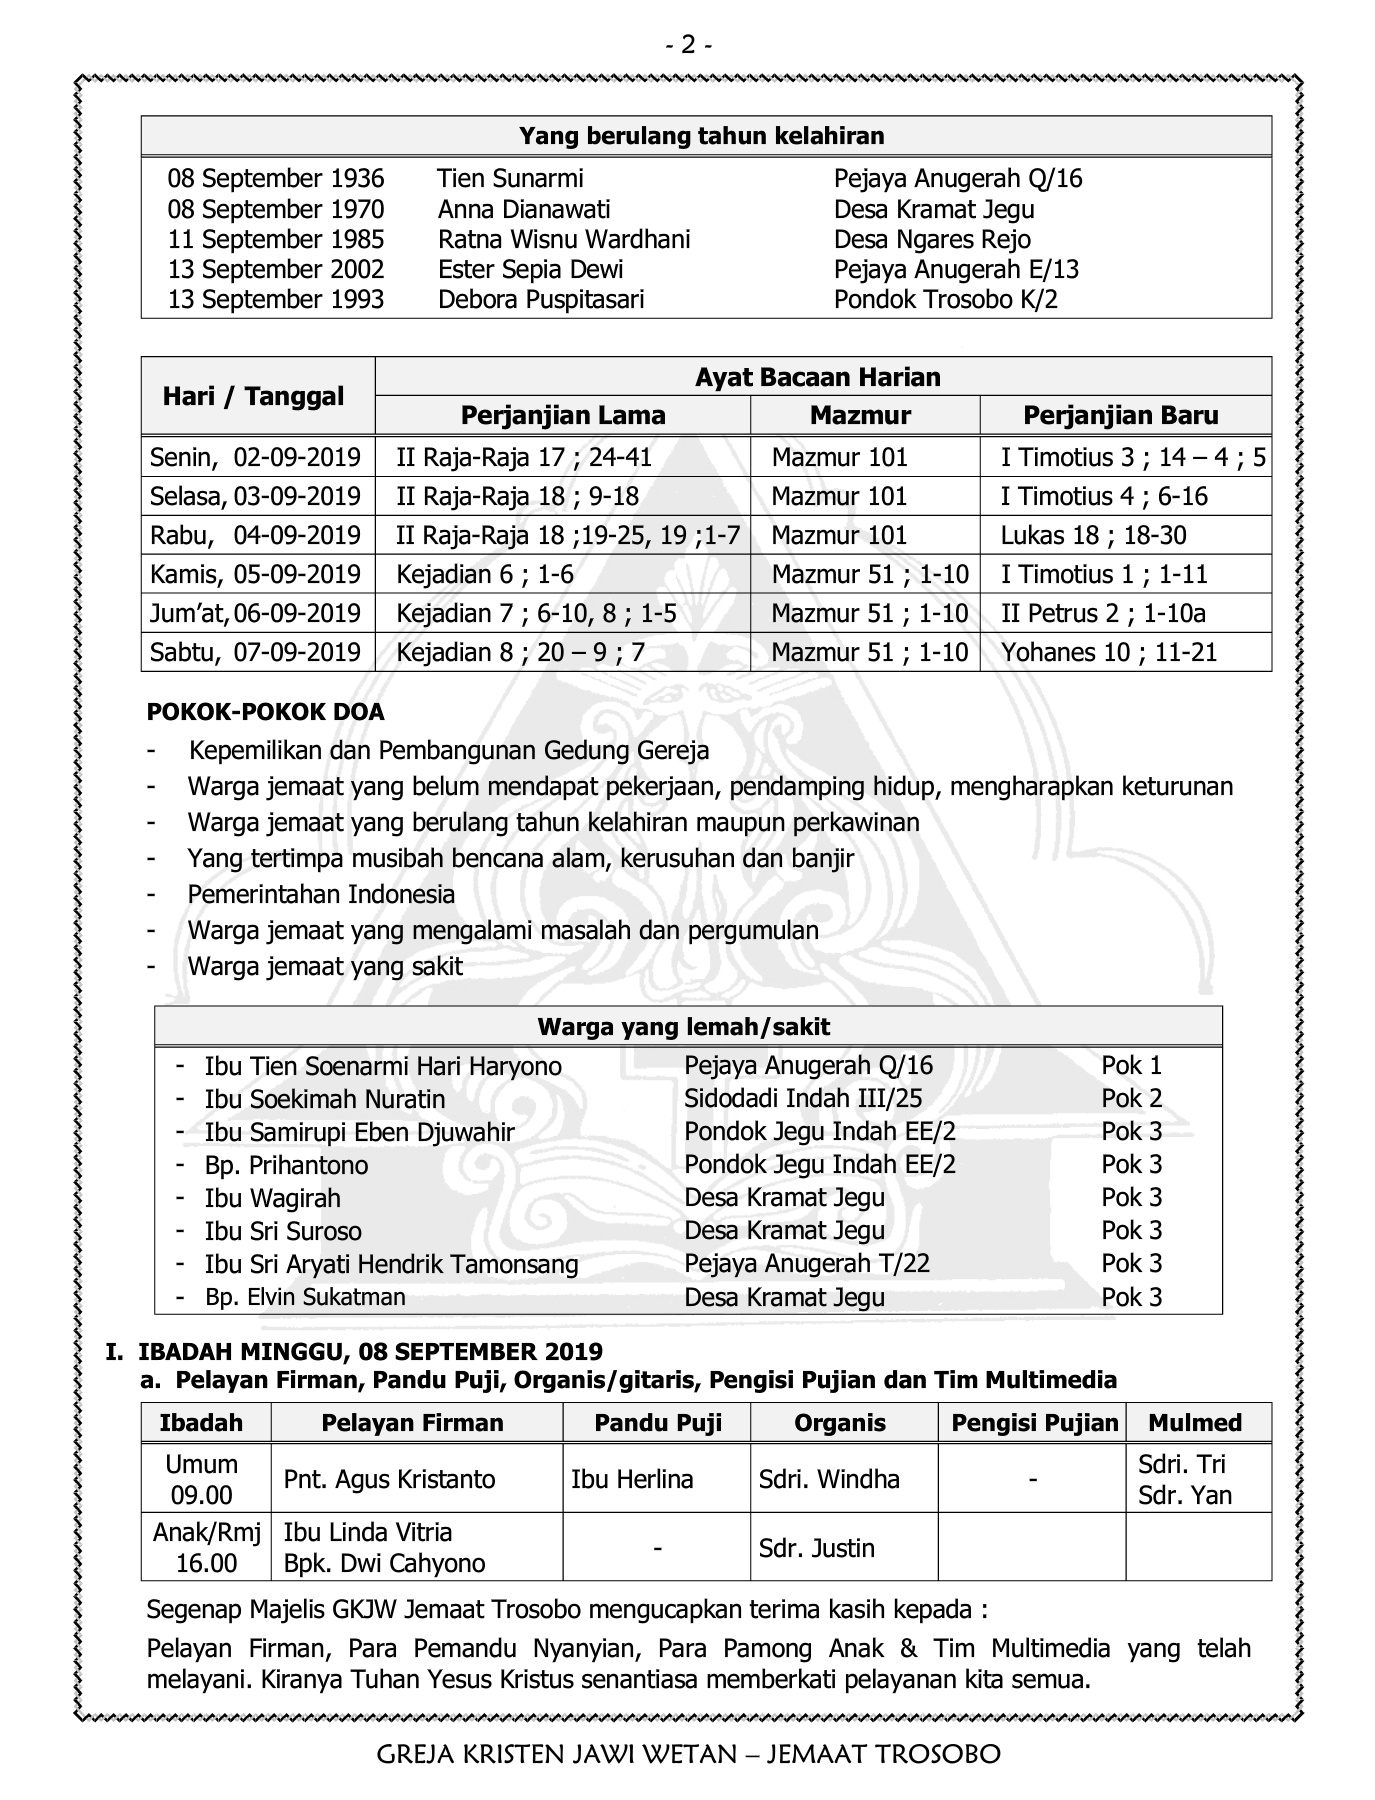 - 2 -
Yang berulang tahun kelahiran
08 September 1936 Tien Sunarmi Pejaya Anugerah Q/16
08 September 1970 Anna Dianawati Desa Kramat Jegu
11 September 1985 Ratna Wisnu Wardhani Desa Ngares Rejo
13 September 2002 Ester Sepia Dewi Pejaya Anugerah E/13
13 September 1993 Debora Puspitasari Pondok Trosobo K/2
Hari / Tanggal Ayat Bacaan Harian
Perjanjian Lama Mazmur Perjanjian Baru
Senin, 02-09-2019 II Raja-Raja 17 ; 24-41 Mazmur 101 I Timotius 3 ; 14 – 4 ; 5
Selasa, 03-09-2019 II Raja-Raja 18 ; 9-18 Mazmur 101 I Timotius 4 ; 6-16
Rabu, 04-09-2019 II Raja-Raja 18 ;19-25, 19 ;1-7 Mazmur 101 Lukas 18 ; 18-30
Kamis, 05-09-2019 Kejadian 6 ; 1-6 Mazmur 51 ; 1-10 I Timotius 1 ; 1-11
Jum’at, 06-09-2019 Kejadian 7 ; 6-10, 8 ; 1-5 Mazmur 51 ; 1-10 II Petrus 2 ; 1-10a
Sabtu, 07-09-2019 Kejadian 8 ; 20 – 9 ; 7 Mazmur 51 ; 1-10 Yohanes 10 ; 11-21
POKOK-POKOK DOA
- Kepemilikan dan Pembangunan Gedung Gereja
- Warga jemaat yang belum mendapat pekerjaan, pendamping hidup, mengharapkan keturunan
- Warga jemaat yang berulang tahun kelahiran maupun perkawinan
- Yang tertimpa musibah bencana alam, kerusuhan dan banjir
- Pemerintahan Indonesia
- Warga jemaat yang mengalami masalah dan pergumulan
- Warga jemaat yang sakit
Warga yang lemah/sakit
- Ibu Tien Soenarmi Hari Haryono Pejaya Anugerah Q/16 Pok 1
- Ibu Soekimah Nuratin Sidodadi Indah III/25 Pok 2
- Ibu Samirupi Eben Djuwahir Pondok Jegu Indah EE/2 Pok 3
- Bp. Prihantono Pondok Jegu Indah EE/2 Pok 3
- Ibu Wagirah Desa Kramat Jegu Pok 3
- Ibu Sri Suroso Desa Kramat Jegu Pok 3
- Ibu Sri Aryati Hendrik Tamonsang Pejaya Anugerah T/22 Pok 3
- Bp. Elvin Sukatman Desa Kramat Jegu Pok 3
I. IBADAH MINGGU, 08 SEPTEMBER 2019
a. Pelayan Firman, Pandu Puji, Organis/gitaris, Pengisi Pujian dan Tim Multimedia
Ibadah Pelayan Firman Pandu Puji Organis Pengisi Pujian Mulmed
Umum 09.00 Pnt. Agus Kristanto Ibu Herlina Sdri. Windha - Sdri. Tri Sdr. Yan
Anak/Rmj 16.00 Ibu Linda Vitria Bpk. Dwi Cahyono - Sdr. Justin
Segenap Majelis GKJW Jemaat Trosobo mengucapkan terima kasih kepada :
Pelayan Firman, Para Pemandu Nyanyian, Para Pamong Anak & Tim Multimedia yang telah
melayani. Kiranya Tuhan Yesus Kristus senantiasa memberkati pelayanan kita semua.
GREJA KRISTEN JAWI WETAN – JEMAAT TROSOBO